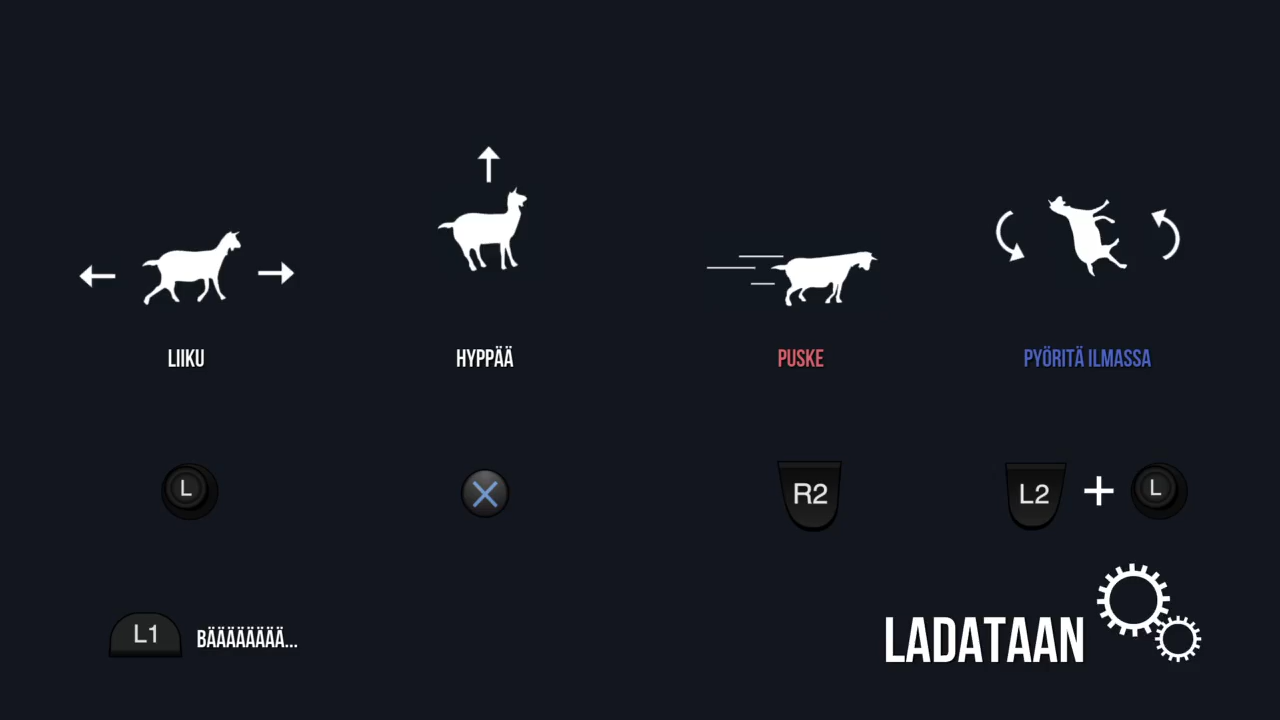 LIIKU
HYPPÄÄ
PUSKE
PYÖRITÄ ILMASSA
L
R2
L2 + L
L1 BÄÄÄÄÄÄÄÄ...
LADATAAN